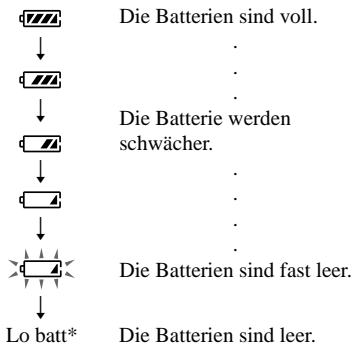 Die Batterien sind voll.
.
.
.
Die Batterie werden
schwächer.
.
.
.
.
Die Batterien sind fast leer.
Lo batt* Die Batterien sind leer.